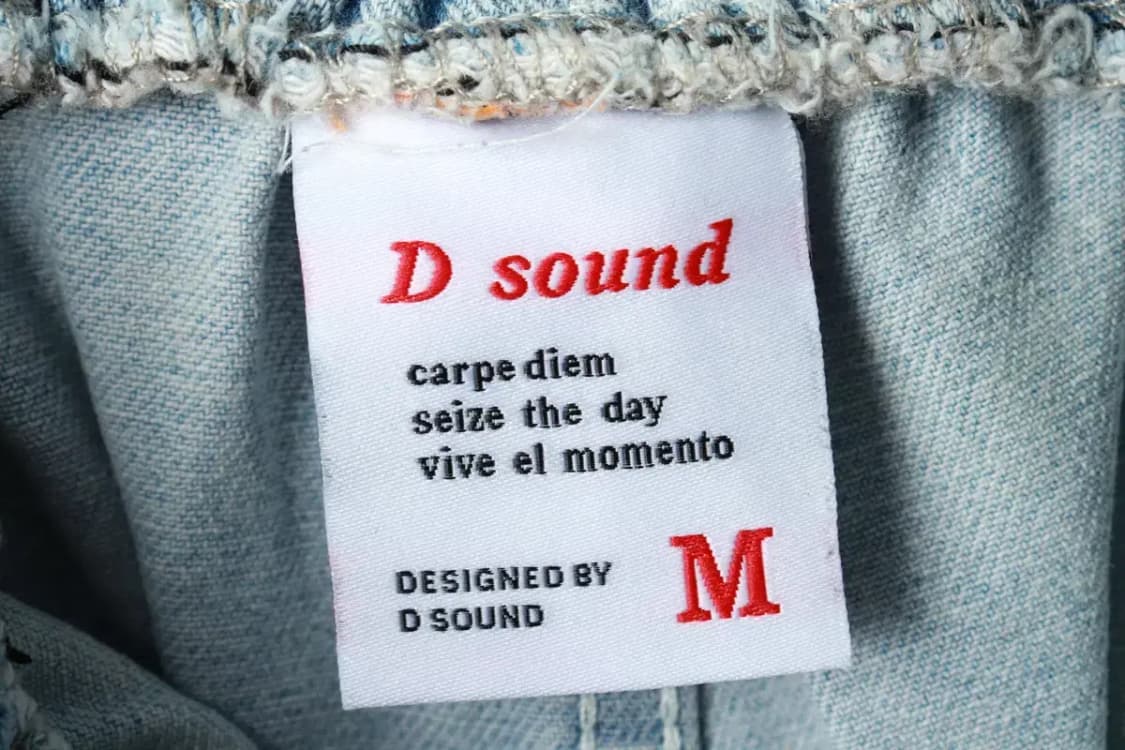 D sound
carpe diem
seize the day
vive el momento
DESIGNED BY
D SOUND
M